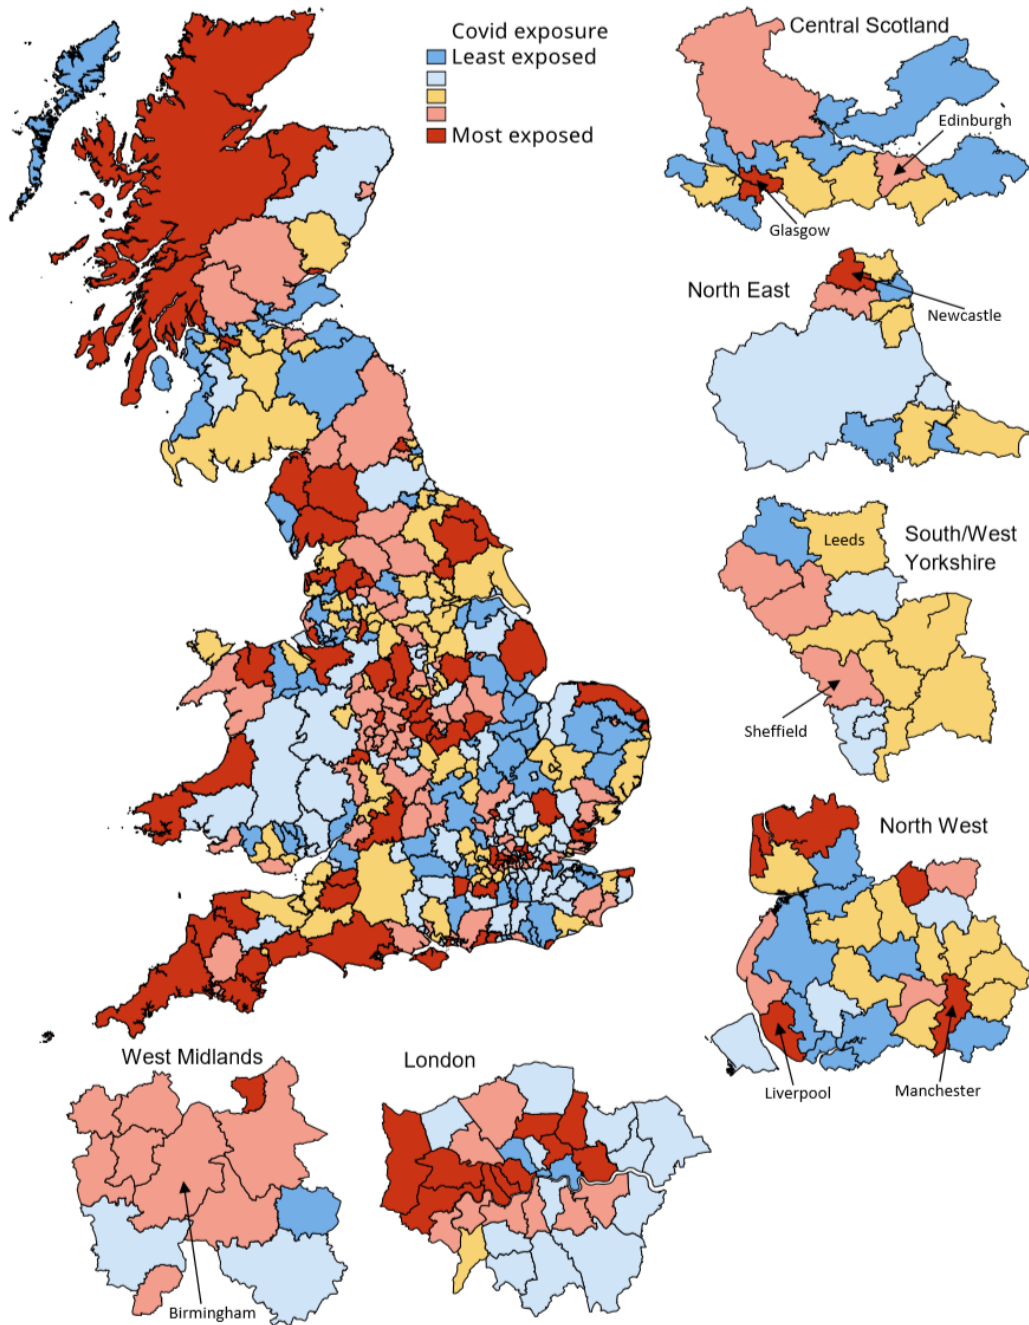 Covid exposure
Least exposed
Most exposed
Central Scotland
Edinburgh
Glasgow
North East
Newcastle
South/West
Yorkshire
Leeds
Sheffield
North West
Liverpool
Manchester
West Midlands
Birmingham
London